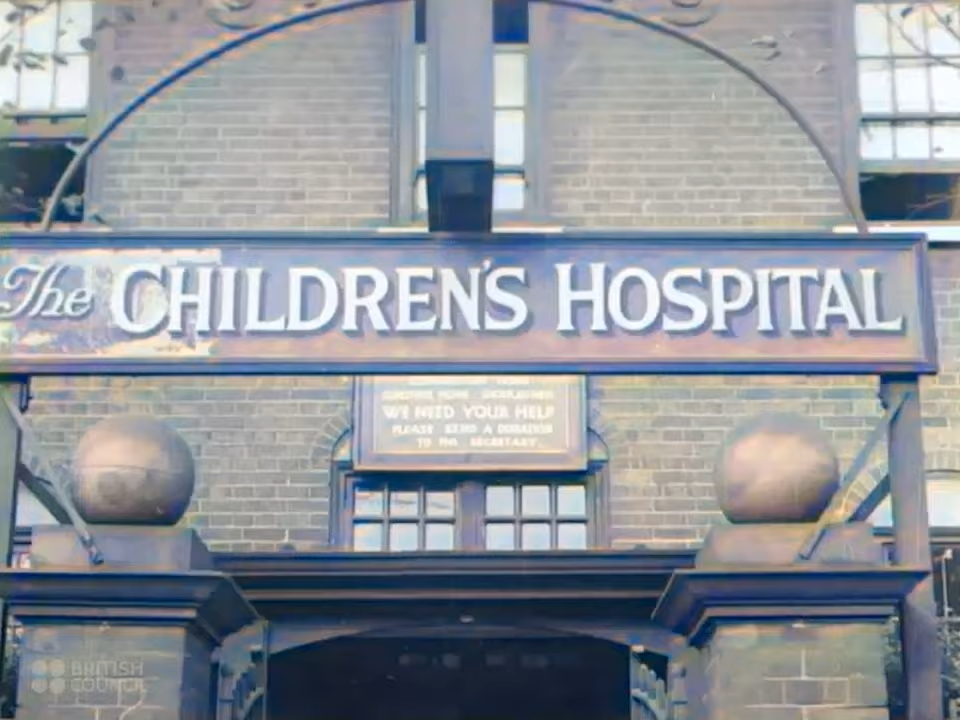 The CHILDREN'S HOSPITAL
WE NEED YOUR HELP
PLEASE SEND A DONATION
TO THE SECRETARY
BRITISH
COUNCIL